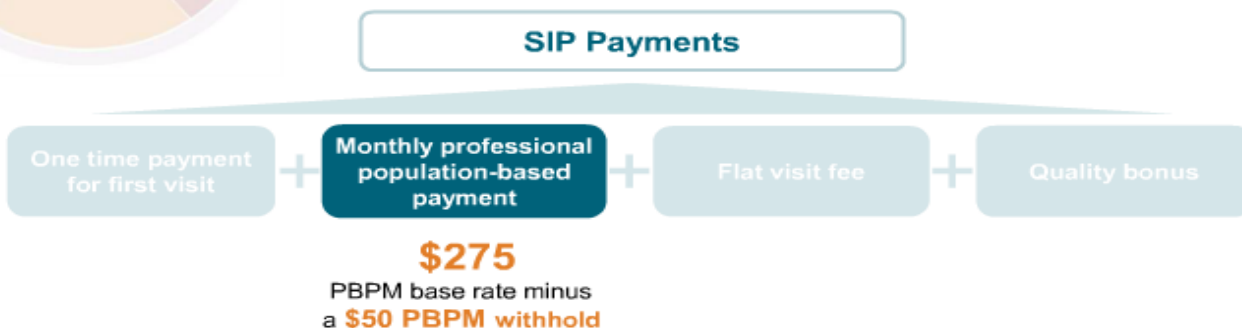 SIP Payments
One time payment
for first visit
+
Monthly professional
population-based
payment
+
Flat visit fee
+
Quality bonus
$275
PBPM base rate minus
a $50 PBPM withhold